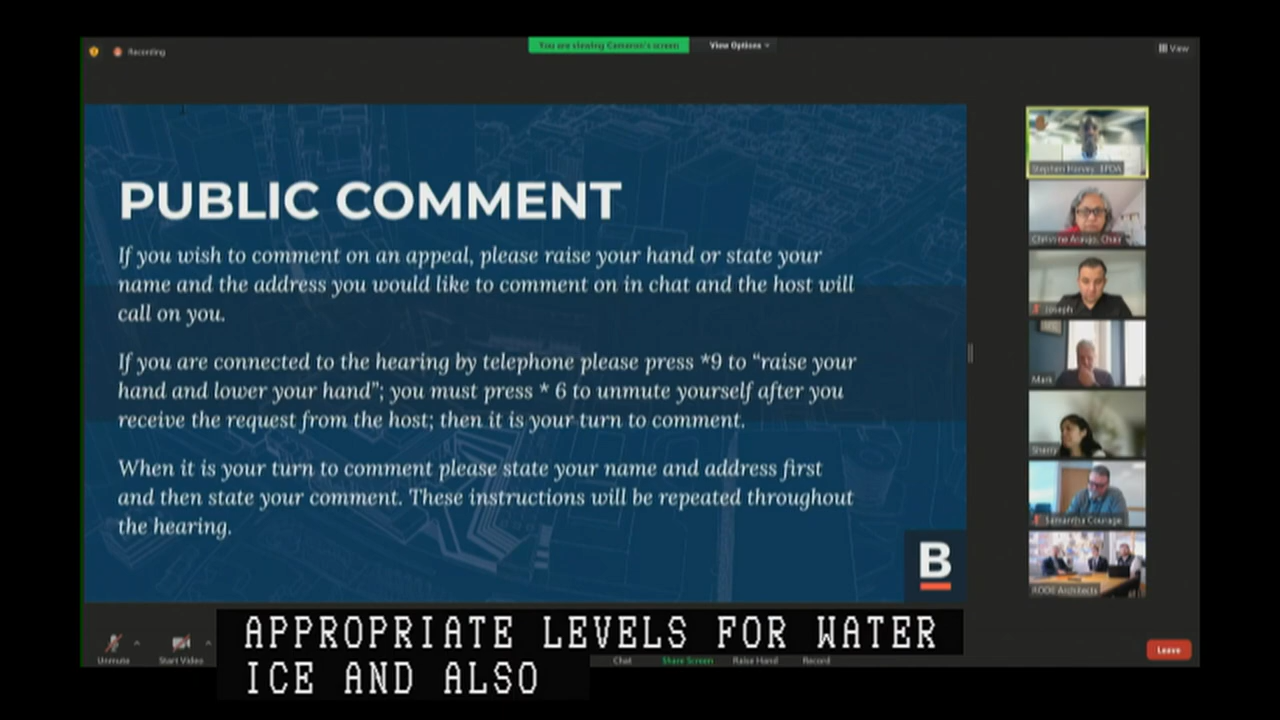 Recording
You are viewing Cameron's screen
View Options
View
PUBLIC COMMENT
If you wish to comment on an appeal, please raise your hand or state your
name and the address you would like to comment on in chat and the host will
call on you.
If you are connected to the hearing by telephone please press *9 to “raise your
hand and lower your hand”; you must press * 6 to unmute yourself after you
receive the request from the host; then it is your turn to comment.
When it is your turn to comment please state your name and address first
and then state your comment. These instructions will be repeated throughout
the hearing.
B
Stephen Harvey, BPDA
Christine Araujo, Chair
Joseph
Mark
Sherry
Samantha Courage
RODE Architects
APPROPRIATE LEVELS FOR WATER
ICE AND ALSO
Unmute
Start Video
Chat
Share Screen
Raise Hand
Record
Leave